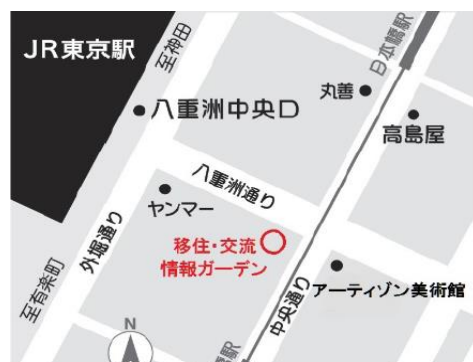 JR東京駅
至神田
日本橋駅
丸善
八重洲中央口
高島屋
八重洲通り
ヤンマー
外堀通り
移住・交流
情報ガーデン
至有楽町
中央通り
アーティゾン美術館
N
橋駅